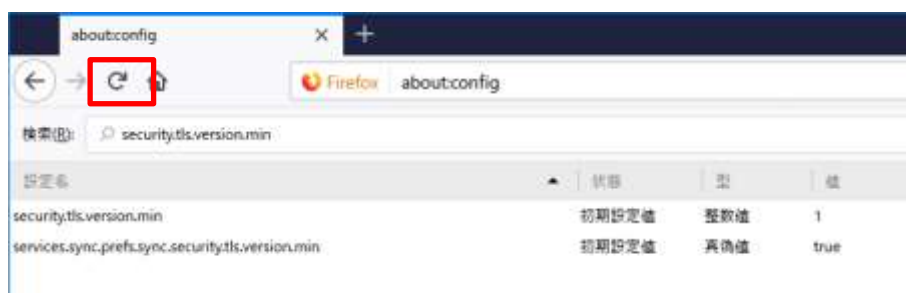 about:config
Firefox about:config
検索(R): security.tls.version.min
設定名 状態 型 値
security.tls.version.min 初期設定値 整数値 1
services.sync.prefs.sync.security.tls.version.min 初期設定値 真偽値 true